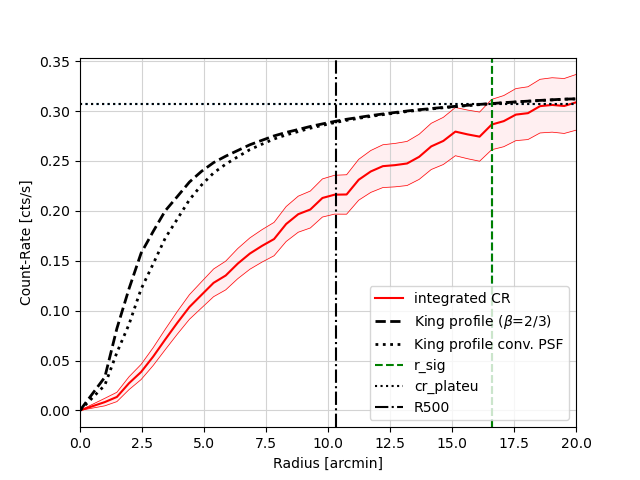 0.35
0.30
0.25
0.20
0.15
0.10
0.05
0.00
Count-Rate [cts/s]
integrated CR
King profile (β=2/3)
King profile conv. PSF
r_sig
cr_plateu
R500
0.0 2.5 5.0 7.5 10.0 12.5 15.0 17.5 20.0
Radius [arcmin]